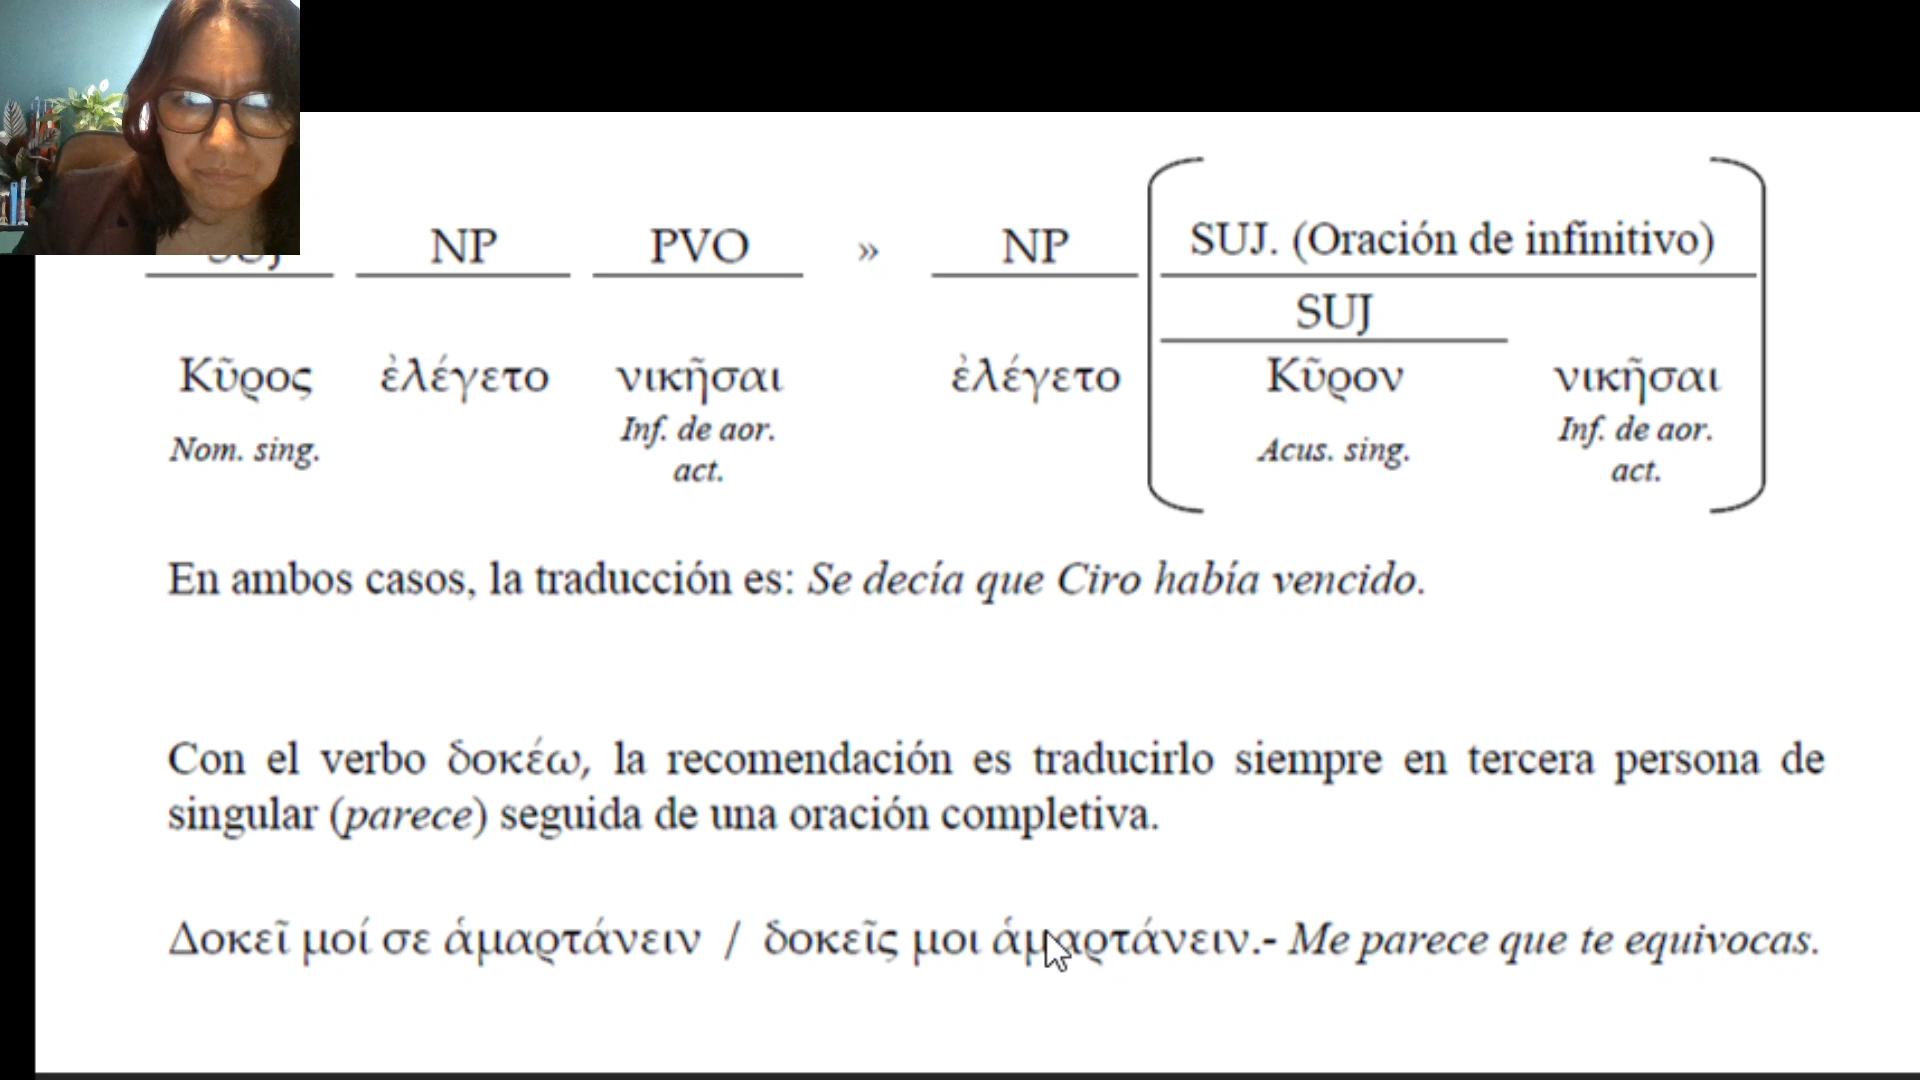 NP PVO » NP SUJ. (Oración de infinitivo)
SUJ
Κῦρος ἐλέγετο νικῆσαι ἐλέγετο Κῦρον νικῆσαι
Nom. sing. Inf. de aor. act. Acus. sing. Inf. de aor. act.
En ambos casos, la traducción es: Se decía que Ciro había vencido.
Con el verbo δοκέω, la recomendación es traducirlo siempre en tercera persona de
singular (parece) seguida de una oración completiva.
Δοκεῖ μοί σε ἁμαρτάνειν / δοκεῖς μοι ἁμαρτάνειν.- Me parece que te equivocas.